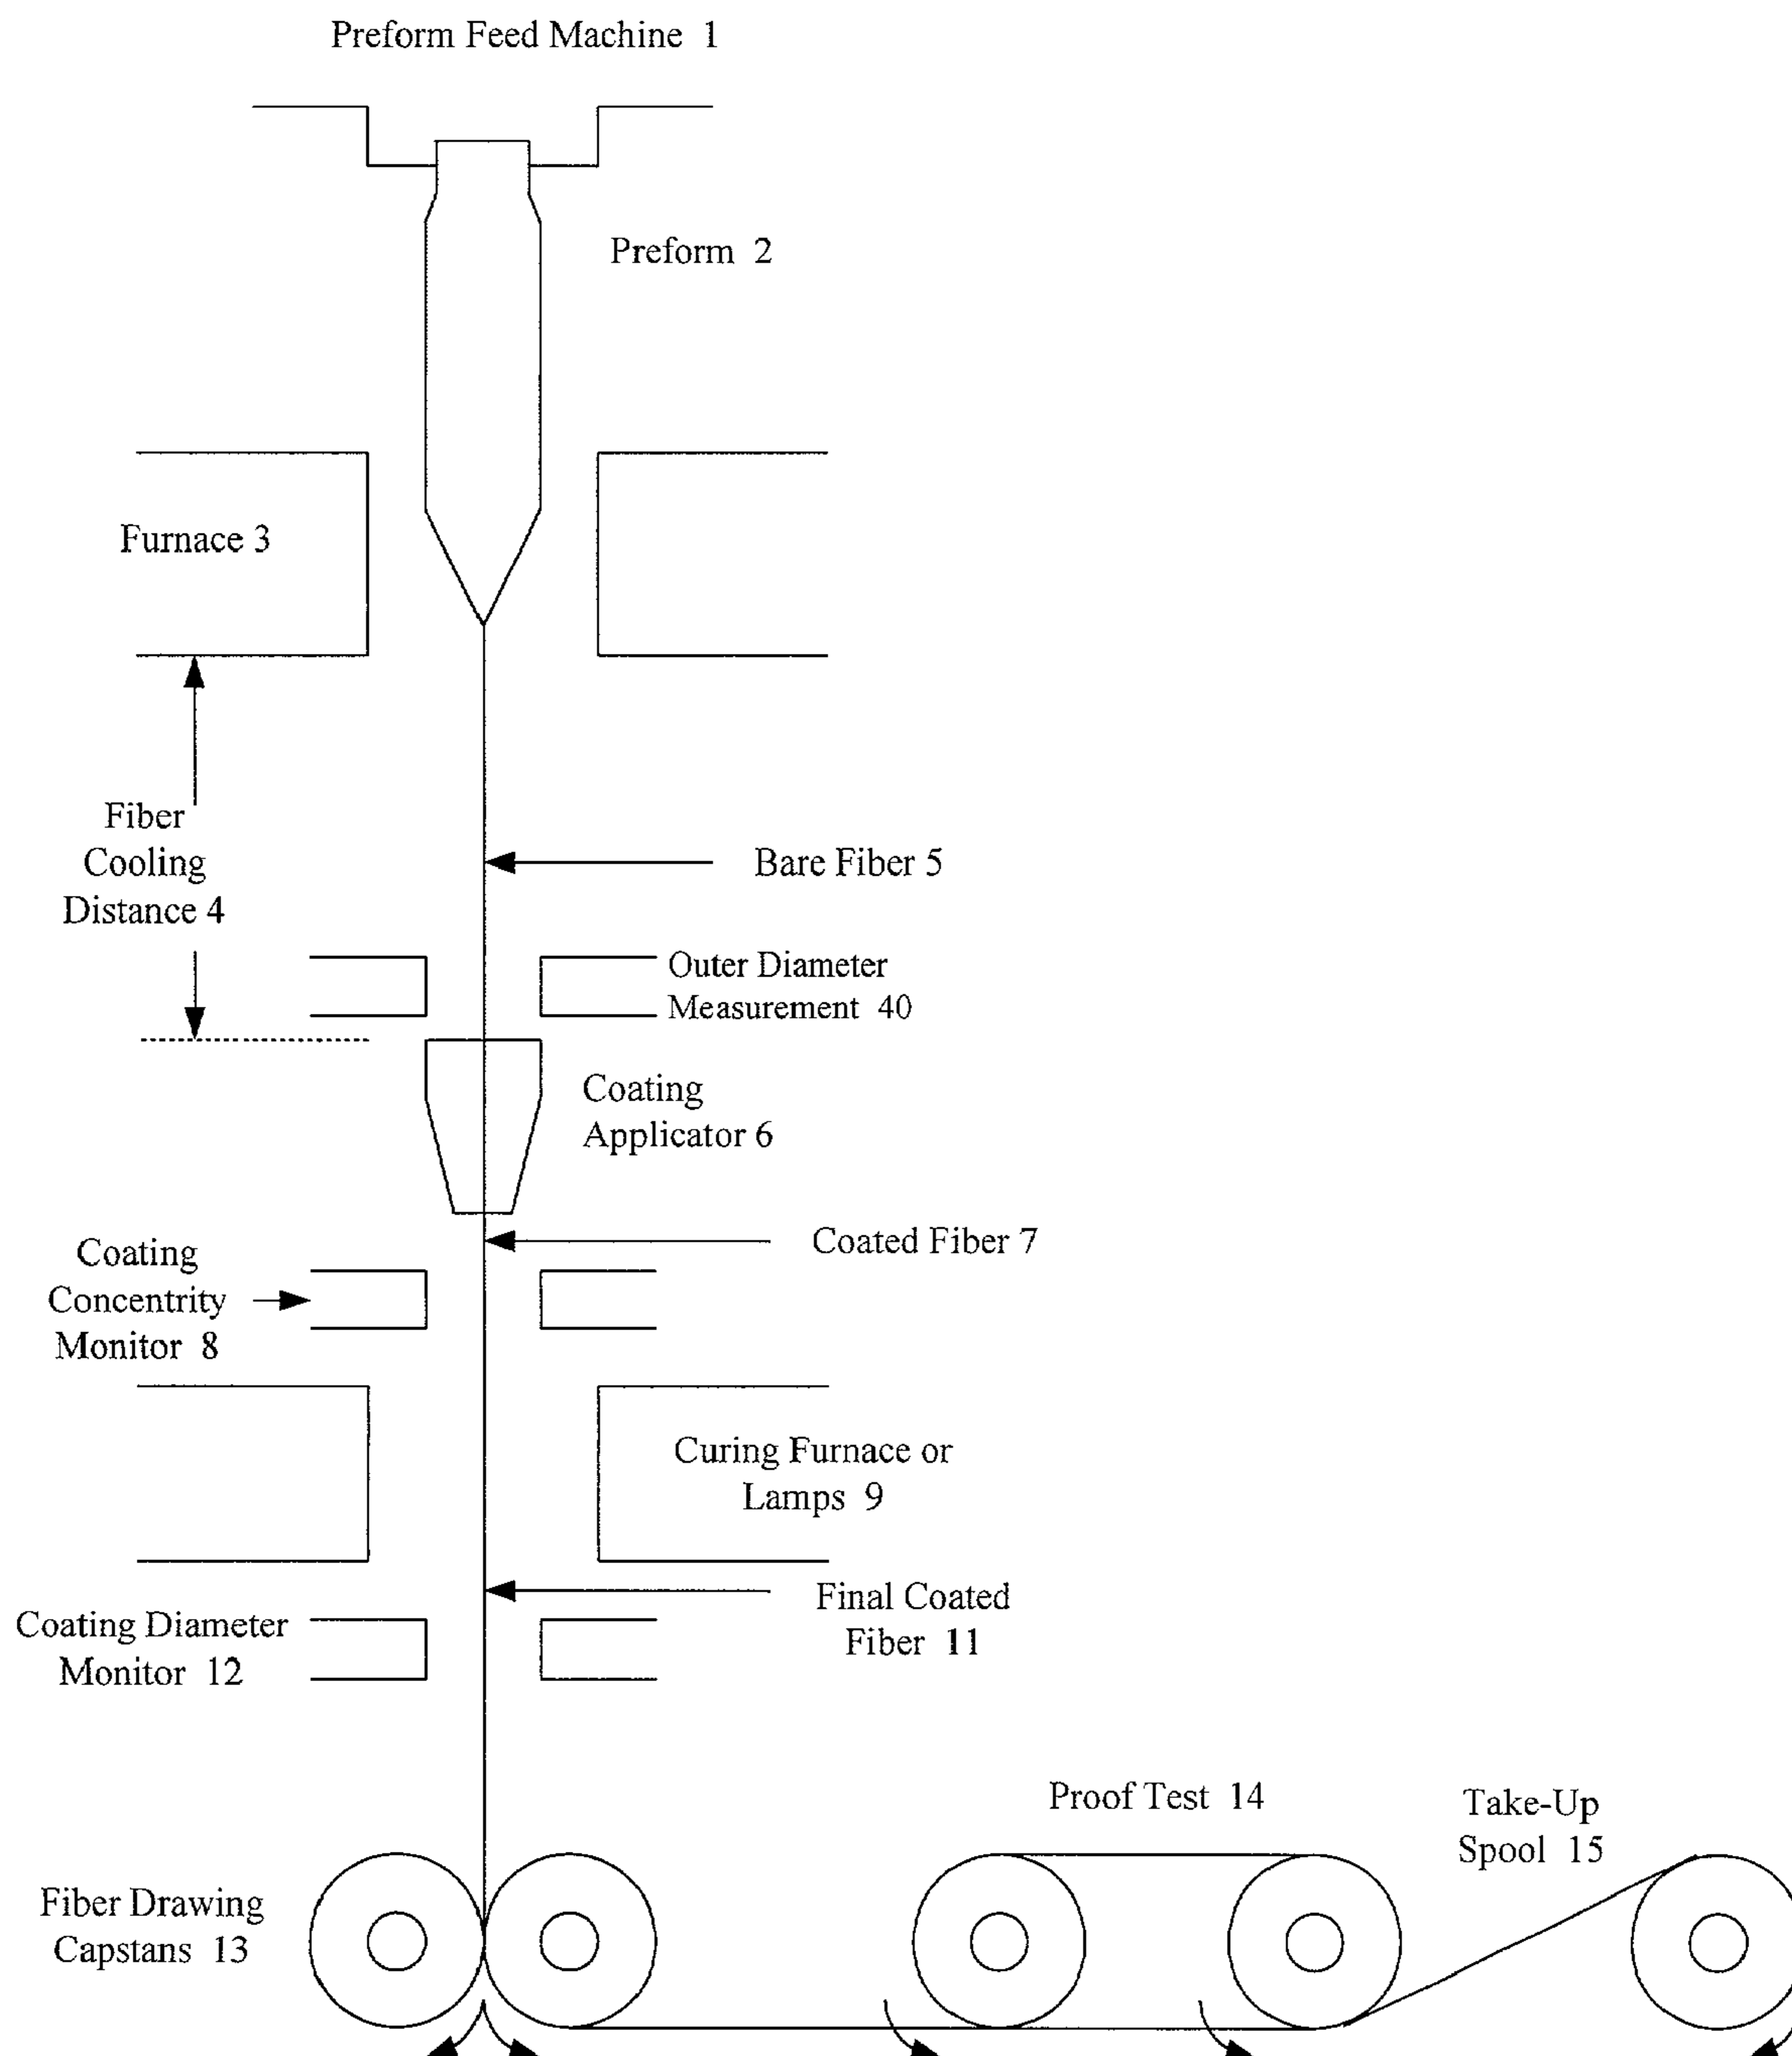 Preform Feed Machine 1
Preform 2
Furnace 3
Fiber
Cooling
Distance 4
Bare Fiber 5
Outer Diameter
Measurement 40
Coating
Applicator 6
Coated Fiber 7
Coating
Concentrity
Monitor 8
Curing Furnace or
Lamps 9
Final Coated
Fiber 11
Coating Diameter
Monitor 12
Proof Test 14
Take-Up
Spool 15
Fiber Drawing
Capstans 13